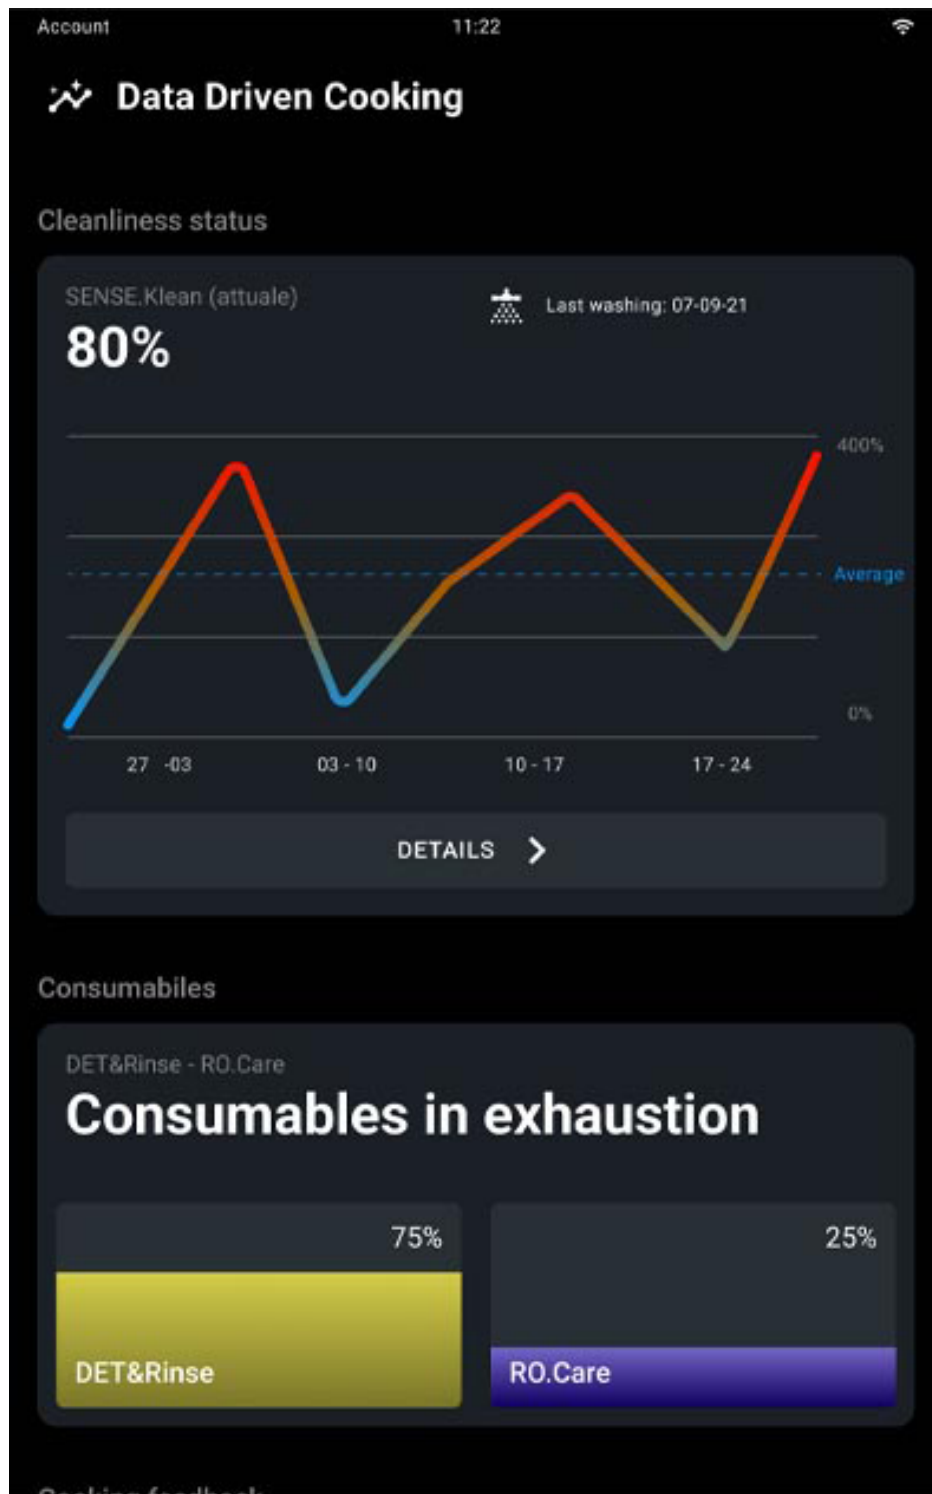 Account 11:22
Data Driven Cooking
Cleanliness status
SENSE.Klean (attuale)
80%
Last washing: 07-09-21
400%
Average
0%
27 -03 03 - 10 10 - 17 17 - 24
DETAILS
Consumabiles
DET&Rinse - RO.Care
Consumables in exhaustion
75%
DET&Rinse
25%
RO.Care